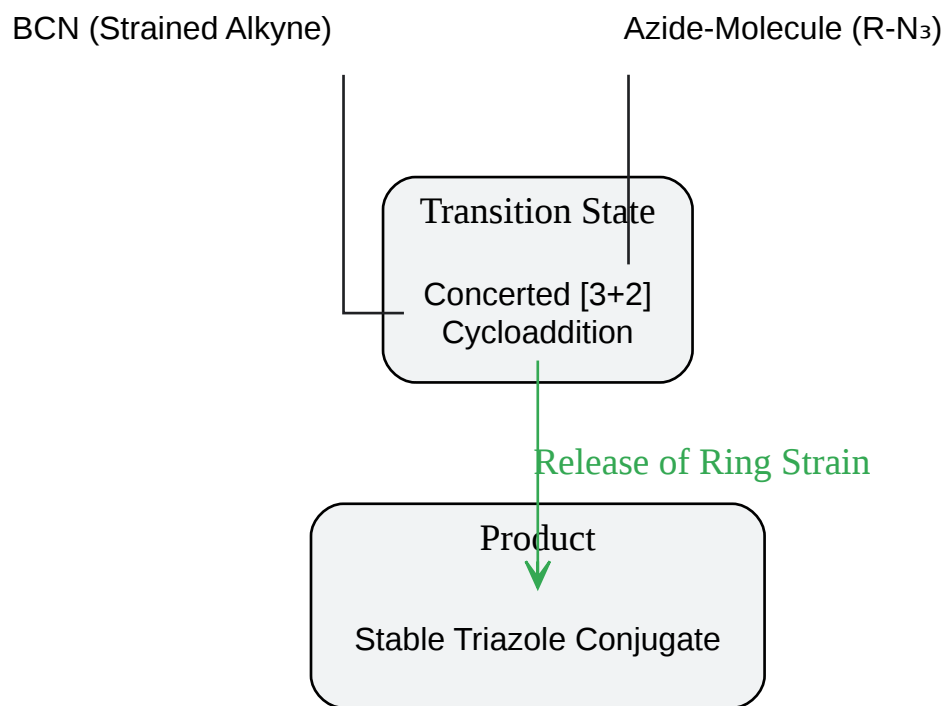 BCN (Strained Alkyne)
Azide-Molecule (R-N₃)
Transition State
Concerted [3+2]
Cycloaddition
Release of Ring Strain
Product
Stable Triazole Conjugate